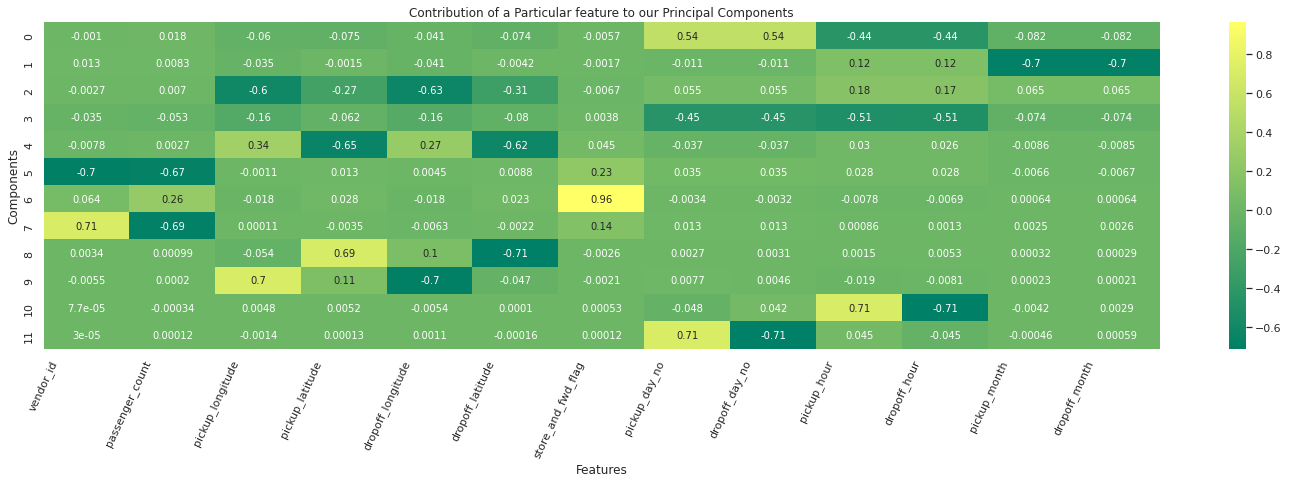 Contribution of a Particular feature to our Principal Components
0 -0.001 0.018 -0.06 -0.075 -0.041 -0.074 -0.0057 0.54 0.54 -0.44 -0.44 -0.082 -0.082
1 0.013 0.0083 -0.035 -0.0015 -0.041 -0.0042 -0.0017 -0.011 -0.011 0.12 0.12 -0.7 -0.7
2 -0.0027 0.007 -0.6 -0.27 -0.63 -0.31 -0.0067 0.055 0.055 0.18 0.17 0.065 0.065
3 -0.035 -0.053 -0.16 -0.062 -0.16 -0.08 0.0038 -0.45 -0.45 -0.51 -0.51 -0.074 -0.074
4 -0.0078 0.0027 0.34 -0.65 0.27 -0.62 0.045 -0.037 -0.037 0.03 0.026 -0.0086 -0.0085
5 -0.7 -0.67 -0.0011 0.013 0.0045 0.0088 0.23 0.035 0.035 0.028 0.028 -0.0066 -0.0067
6 0.064 0.26 -0.018 0.028 -0.018 0.023 0.96 -0.0034 -0.0032 -0.0078 -0.0069 0.00064 0.00064
7 0.71 -0.69 0.00011 -0.0035 -0.0063 -0.0022 0.14 0.013 0.013 0.00086 0.0013 0.0025 0.0026
8 0.0034 0.00099 -0.054 0.69 0.1 -0.71 -0.0026 0.0027 0.0031 0.0015 0.0053 0.00032 0.00029
9 -0.0055 0.0002 0.7 0.11 -0.7 -0.047 -0.0021 0.0077 0.0046 -0.019 -0.0081 0.00023 0.00021
10 7.7e-05 -0.00034 0.0048 0.0052 -0.0054 0.0001 0.00053 -0.048 0.042 0.71 -0.71 -0.0042 0.0029
11 3e-05 0.00012 -0.0014 0.00013 0.0011 -0.00016 0.00012 0.71 -0.71 0.045 -0.045 -0.00046 0.00059
Components
vendor_id
passenger_count
pickup_longitude
pickup_latitude
dropoff_longitude
dropoff_latitude
store_and_fwd_flag
pickup_day_no
dropoff_day_no
pickup_hour
dropoff_hour
pickup_month
dropoff_month
Features
0.8
0.6
0.4
0.2
0.0
−0.2
−0.4
−0.6